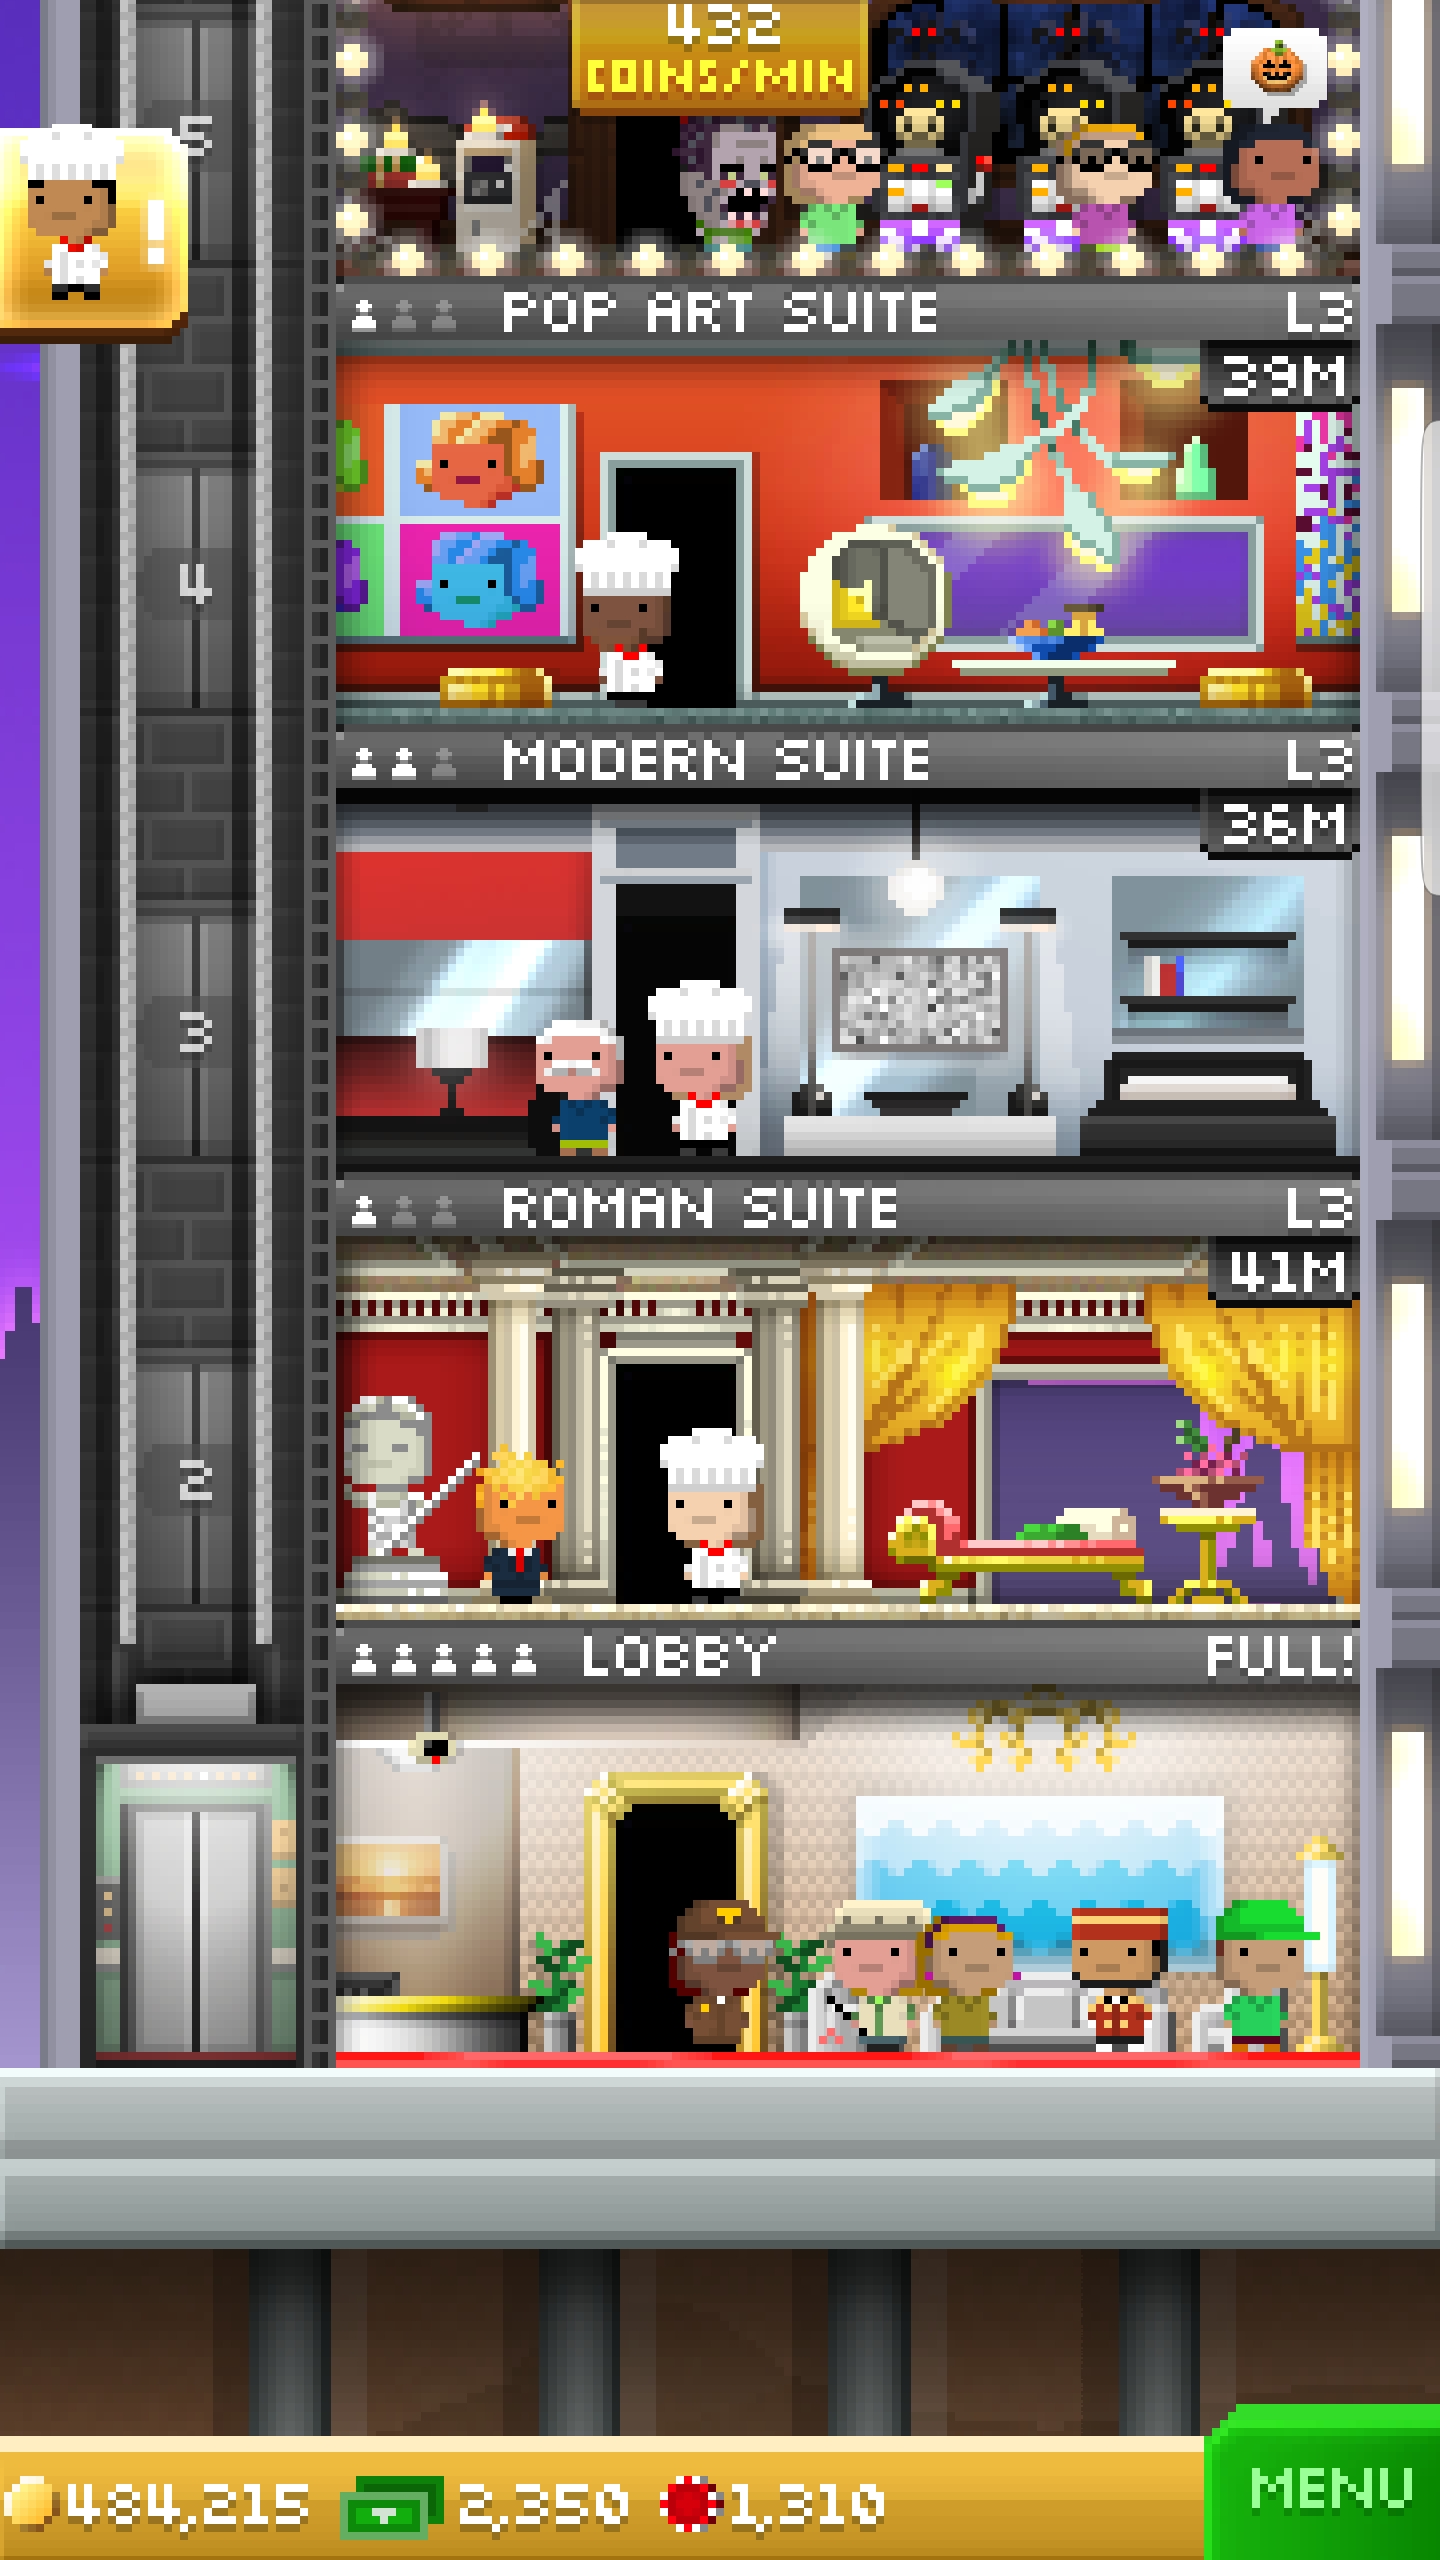 432
COINS/MIN
5
!
POP ART SUITE L3
39M
4
MODERN SUITE L3
36M
3
ROMAN SUITE L3
41M
2
LOBBY FULL!
484,215 2,350 1,310 MENU